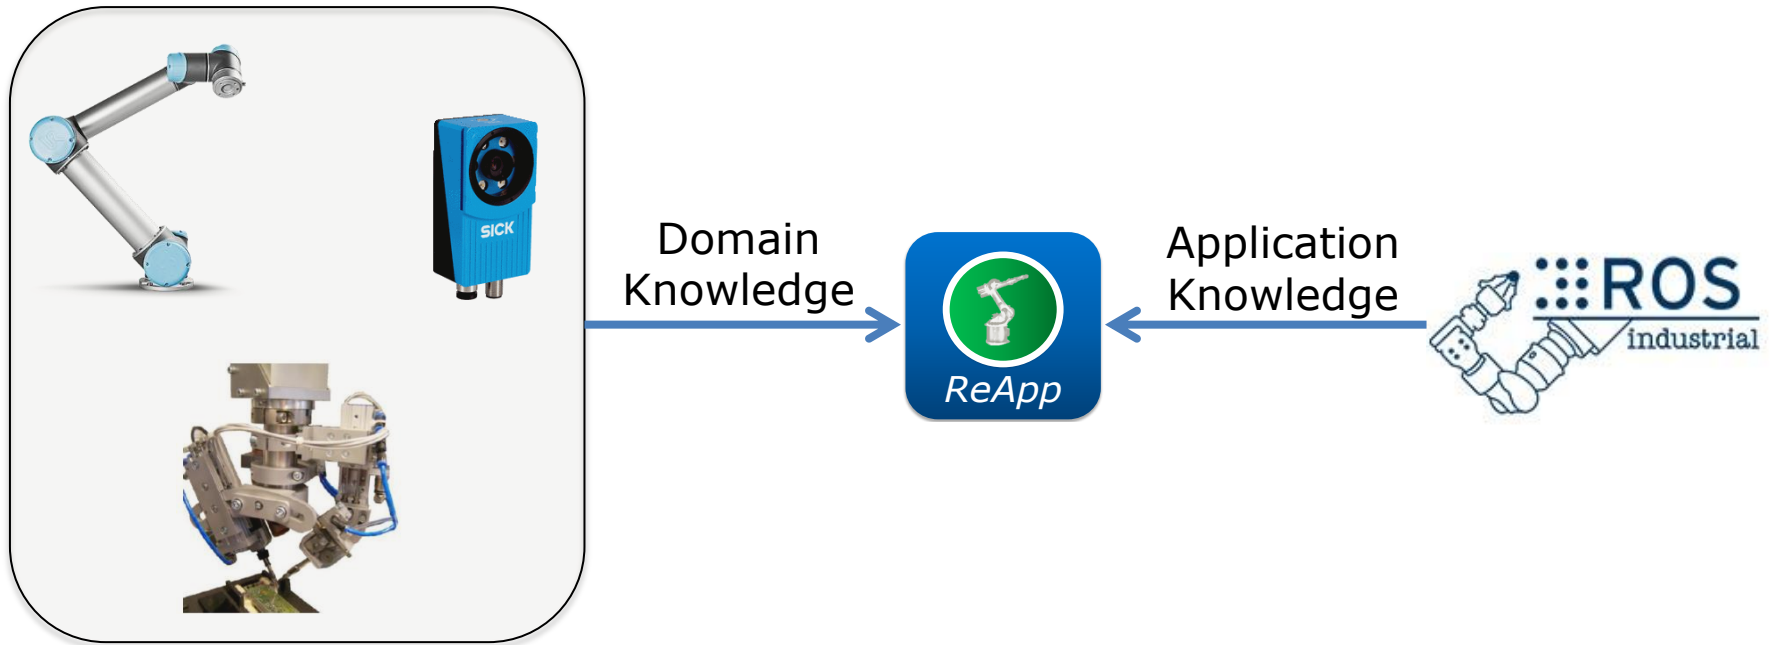 SICK
Domain
Knowledge
ReApp
Application
Knowledge
ROS
industrial